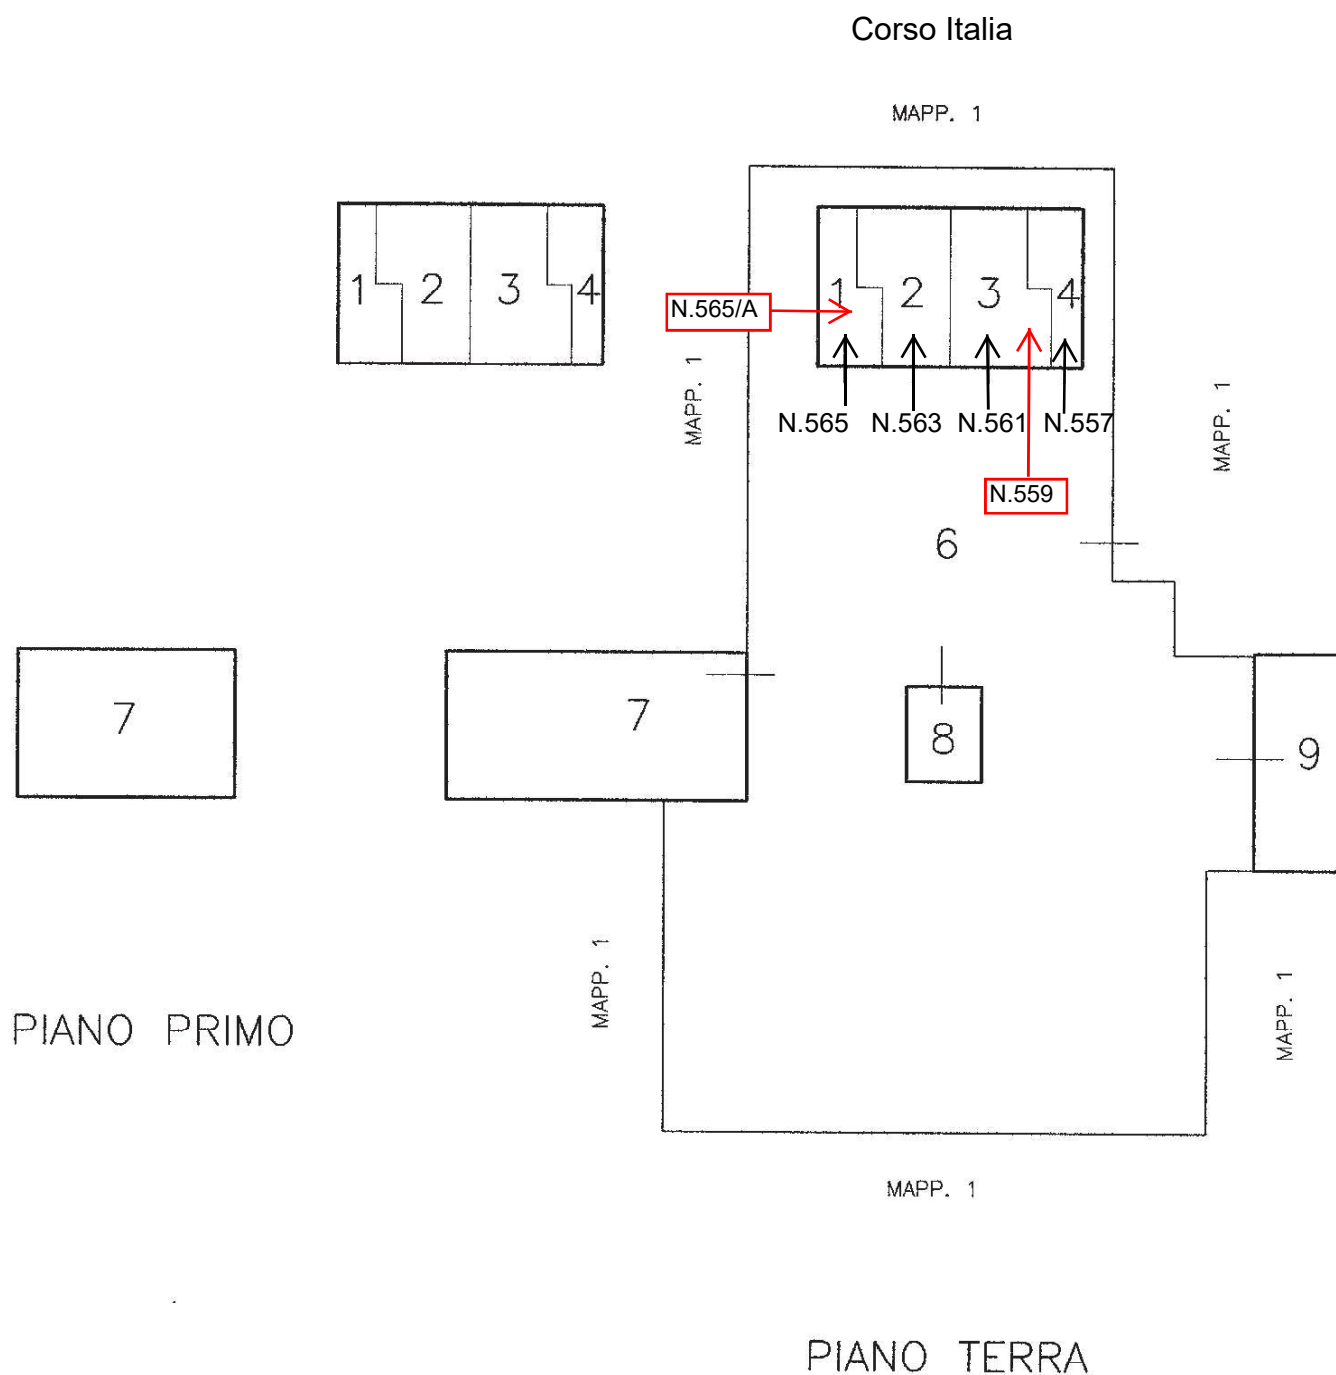 Corso Italia
MAPP. 1
1 2 3 4
1 2 3 4
N.565/A
MAPP. 1
MAPP. 1
N.565 N.563 N.561 N.557
N.559
6
7
7
8
9
MAPP. 1
MAPP. 1
PIANO PRIMO
MAPP. 1
PIANO TERRA